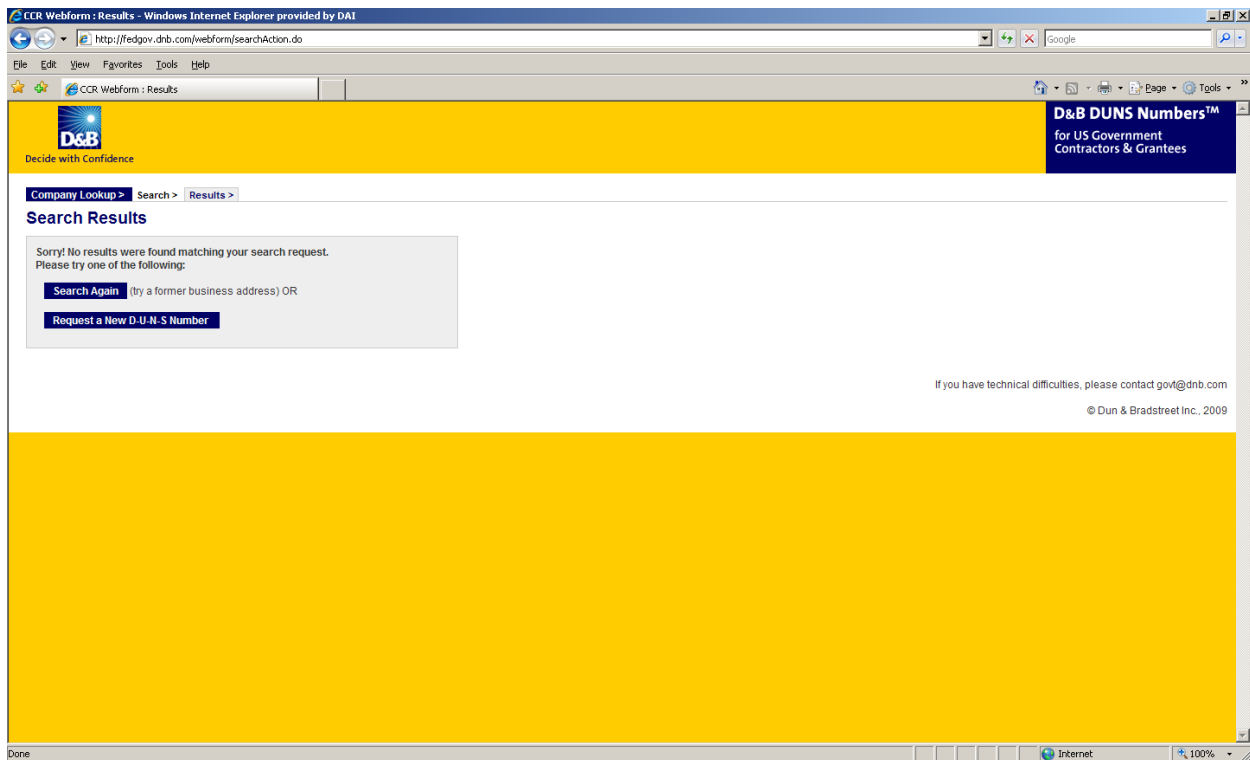 CCR Webform : Results - Windows Internet Explorer provided by DAI
http://fedgov.dnb.com/webform/searchAction.do
Google
File Edit View Favorites Tools Help
CCR Webform : Results
Page Tools »
D&B
Decide with Confidence
D&B DUNS Numbers™
for US Government
Contractors & Grantees
Company Lookup > Search > Results >
Search Results
Sorry! No results were found matching your search request.
Please try one of the following:
Search Again (try a former business address) OR
Request a New D-U-N-S Number
If you have technical difficulties, please contact govt@dnb.com
© Dun & Bradstreet Inc., 2009
Done
Internet
100%